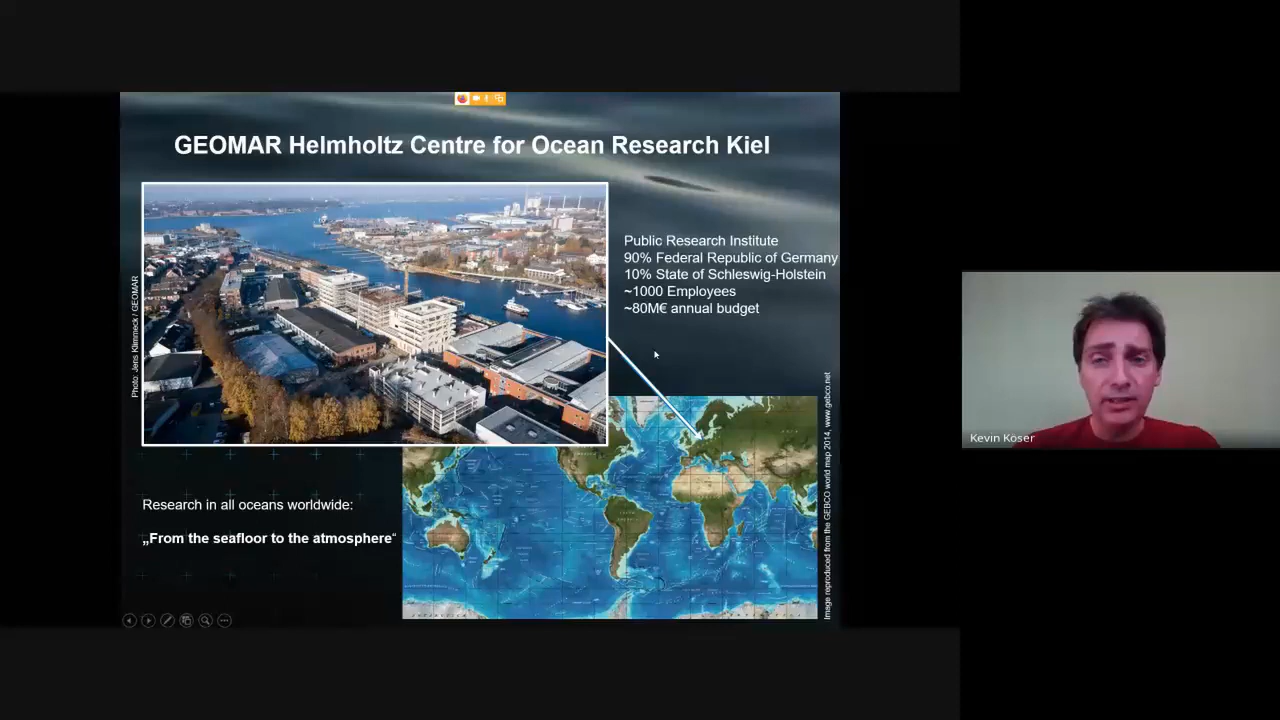 GEOMAR Helmholtz Centre for Ocean Research Kiel
Photo: Jens Klimmeck / GEOMAR
Public Research Institute
90% Federal Republic of Germany
10% State of Schleswig-Holstein
~1000 Employees
~80M€ annual budget
Research in all oceans worldwide:
„From the seafloor to the atmosphere“
Image reproduced from the GEBCO world map 2014, www.gebco.net
Kevin Köser